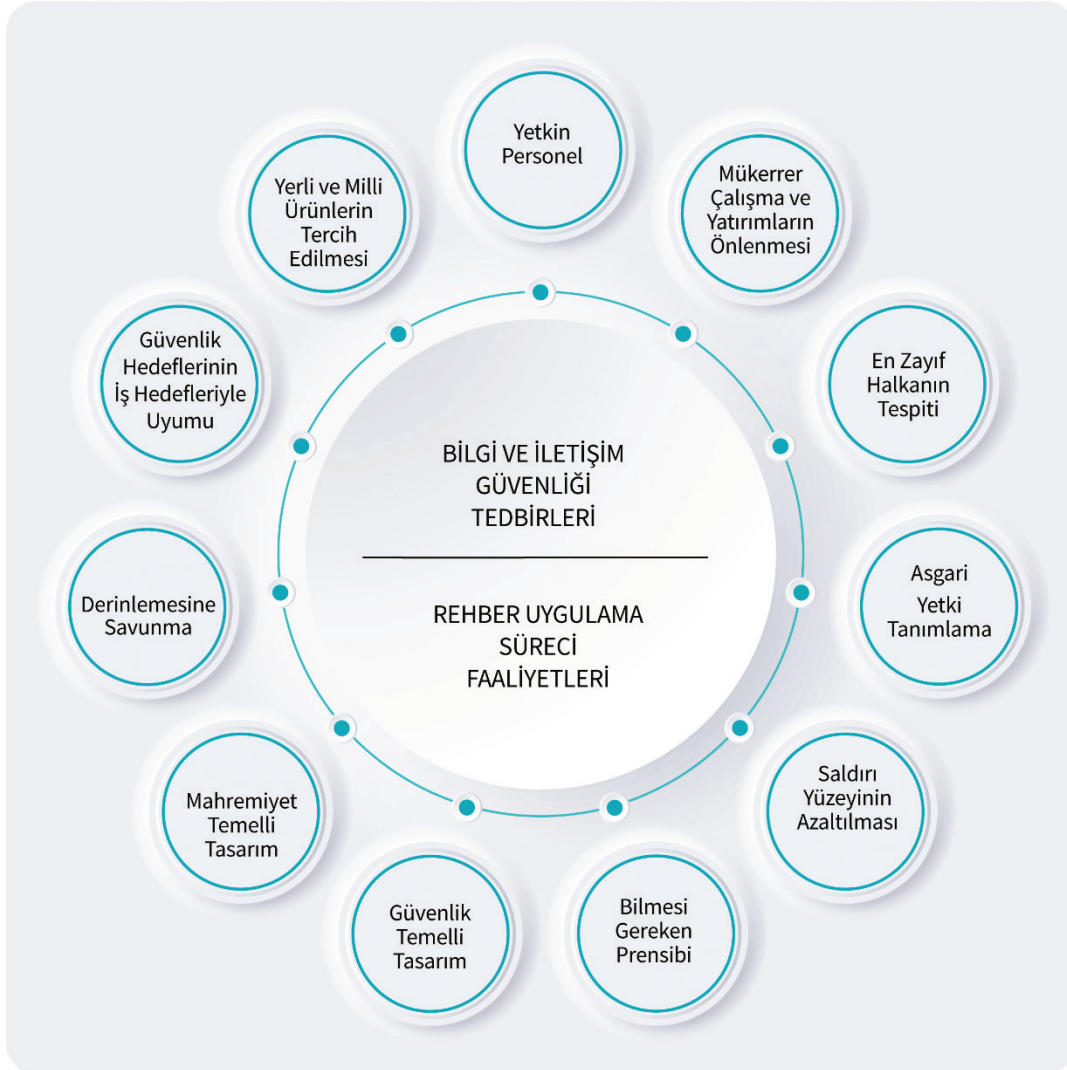 Yetkin
Personel
Mükerrer
Çalışma ve
Yatırımların
Önlenmesi
En Zayıf
Halkanın
Tespiti
Asgari
Yetki
Tanımlama
Saldırı
Yüzeyinin
Azaltılması
Bilmesi
Gereken
Prensibi
Güvenlik
Temelli
Tasarım
Mahremiyet
Temelli
Tasarım
Derinlemesine
Savunma
Güvenlik
Hedeflerinin
İş Hedefleriyle
Uyumu
Yerli ve Milli
Ürünlerin
Tercih
Edilmesi
BİLGİ VE İLETİŞİM
GÜVENLİĞİ
TEDBİRLERİ
REHBER UYGULAMA
SÜRECİ
FAALİYETLERİ